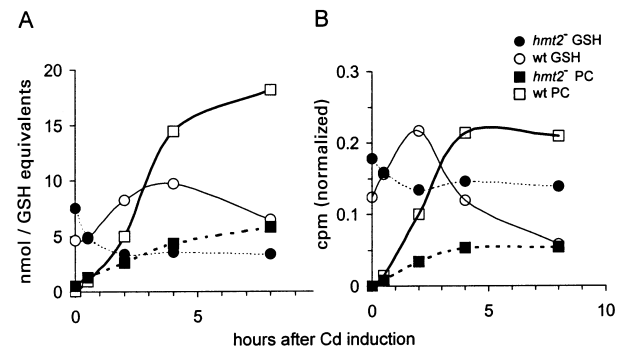 A
B
hmt2⁻ GSH
wt GSH
hmt2⁻ PC
wt PC
nmol / GSH equivalents
20
15
10
5
0
0
5
cpm (normalized)
0.3
0.2
0.1
0
0
5
10
hours after Cd induction